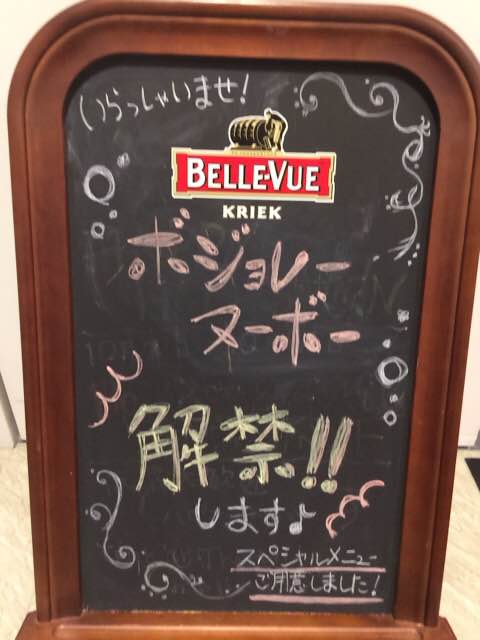 いらっしゃいませ!
BELLE-VUE
KRIEK
ボジョレー
ヌーボー
解禁!!
します♪
スペシャルメニュー
ご用意しました!